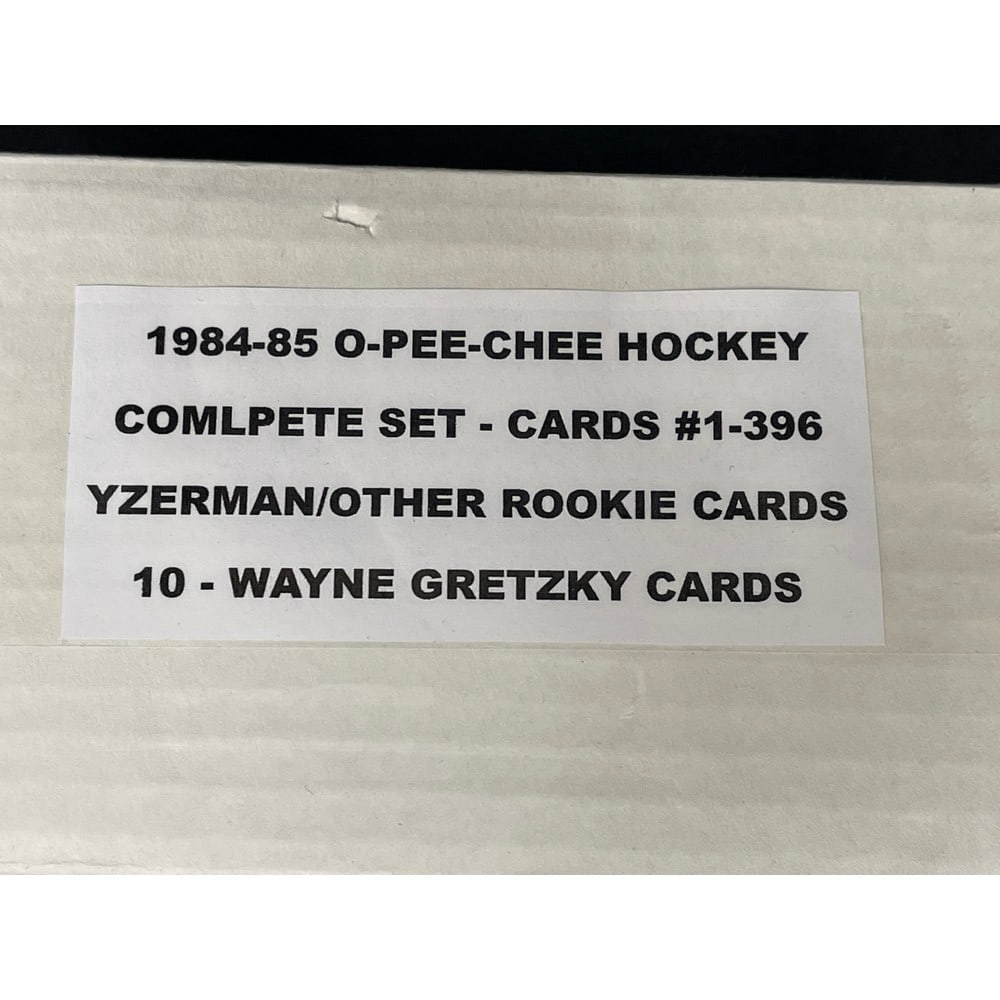 1984-85 O-PEE-CHEE HOCKEY
COMLPETE SET - CARDS #1-396
YZERMAN/OTHER ROOKIE CARDS
10 - WAYNE GRETZKY CARDS